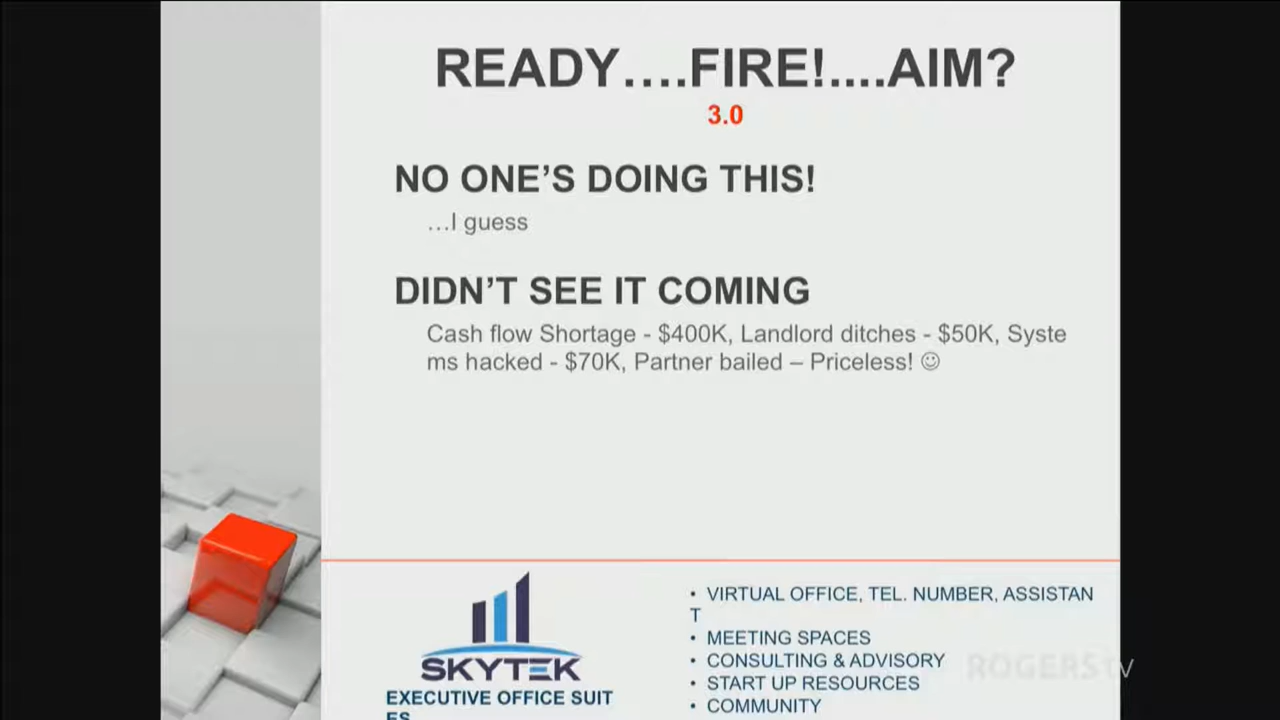 READY….FIRE!....AIM?
3.0
NO ONE’S DOING THIS!
…I guess
DIDN’T SEE IT COMING
Cash flow Shortage - $400K, Landlord ditches - $50K, Syste
ms hacked - $70K, Partner bailed – Priceless! ☺
SKYTEK
EXECUTIVE OFFICE SUIT
ES
• VIRTUAL OFFICE, TEL. NUMBER, ASSISTAN
T
• MEETING SPACES
• CONSULTING & ADVISORY
• START UP RESOURCES
• COMMUNITY
ROGERStv